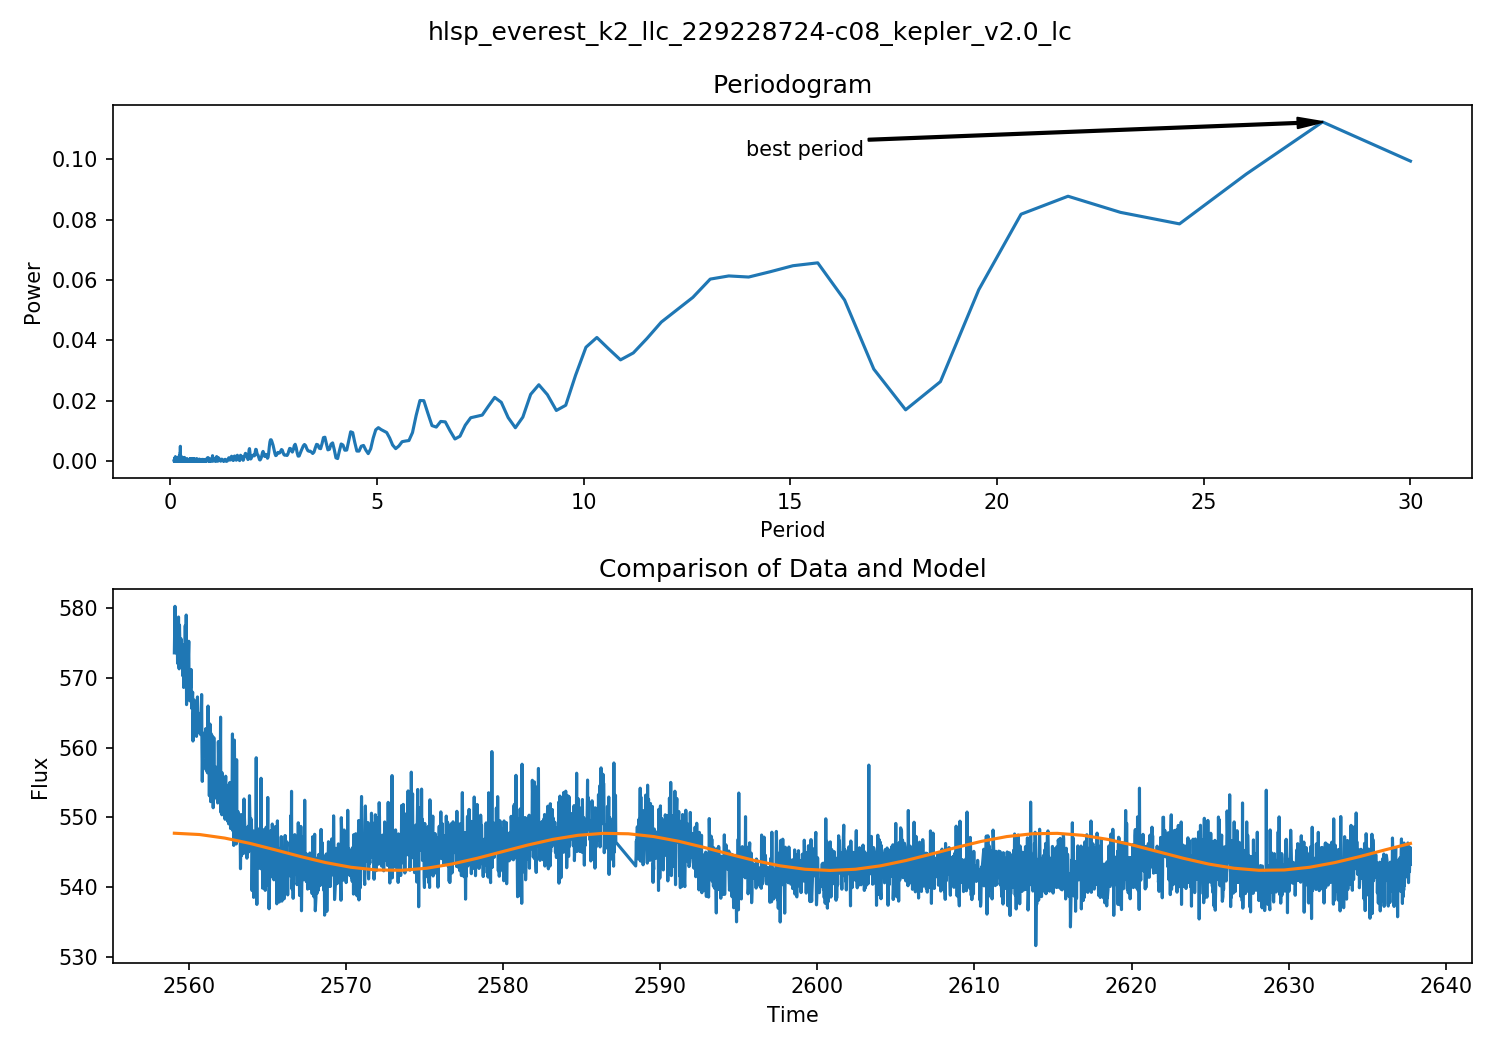 hlsp_everest_k2_llc_229228724-c08_kepler_v2.0_lc
Periodogram
best period
0.10
0.08
0.06
0.04
0.02
0.00
Power
0 5 10 15 20 25 30
Period
Comparison of Data and Model
580
570
560
550
540
530
Flux
2560 2570 2580 2590 2600 2610 2620 2630 2640
Time